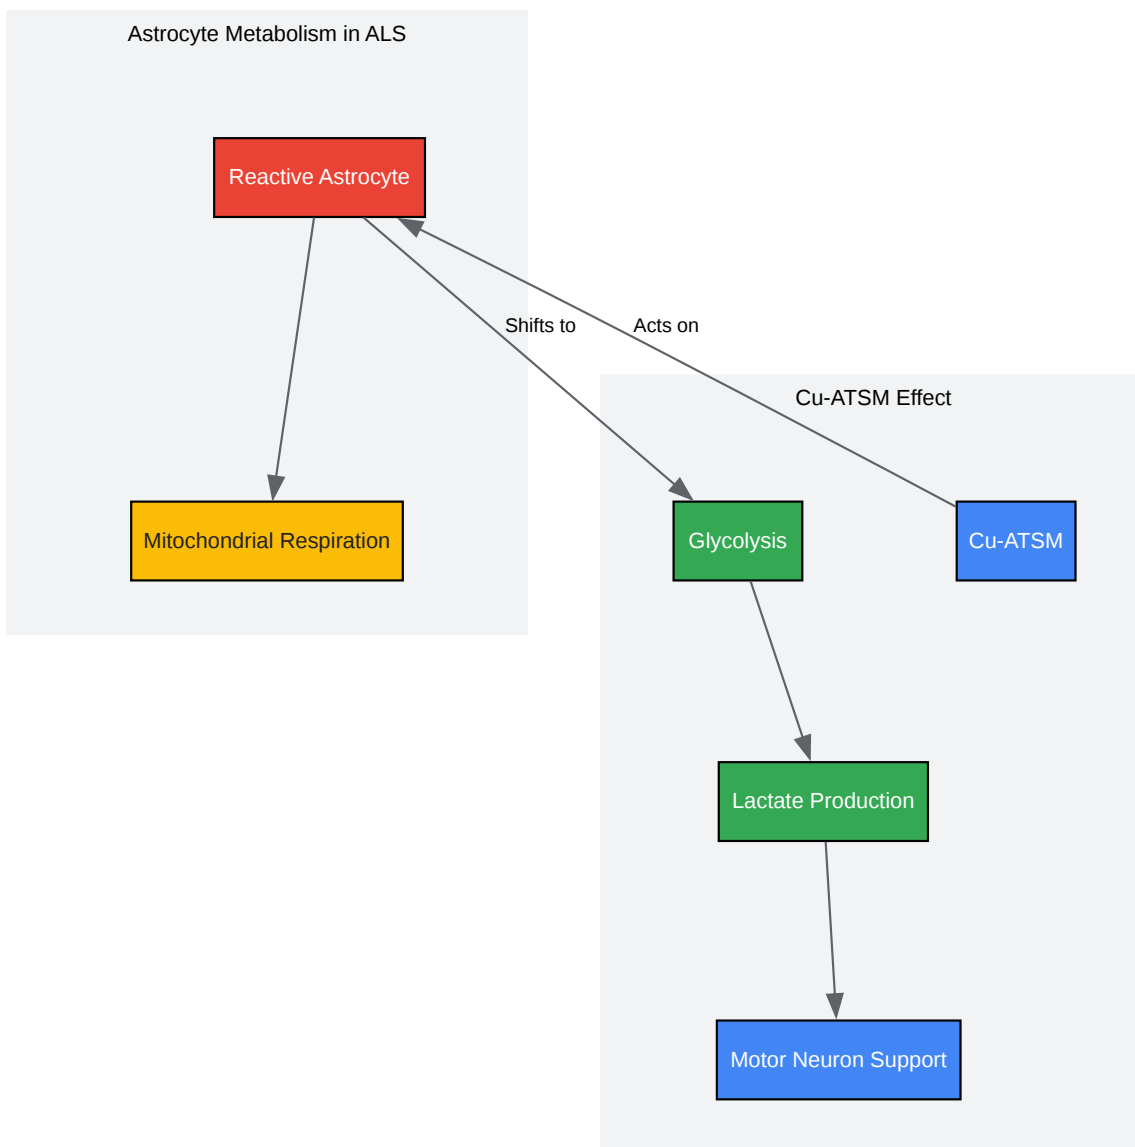 Astrocyte Metabolism in ALS
Reactive Astrocyte
Shifts to
Acts on
Cu-ATSM Effect
Mitochondrial Respiration
Glycolysis
Cu-ATSM
Lactate Production
Motor Neuron Support